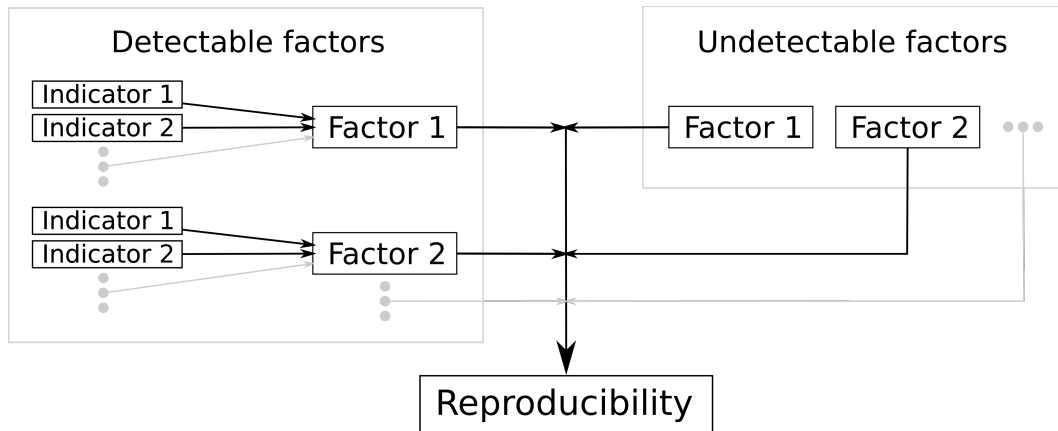 Detectable factors
Indicator 1
Indicator 2
Factor 1
Indicator 1
Indicator 2
Factor 2
Undetectable factors
Factor 1
Factor 2
Reproducibility